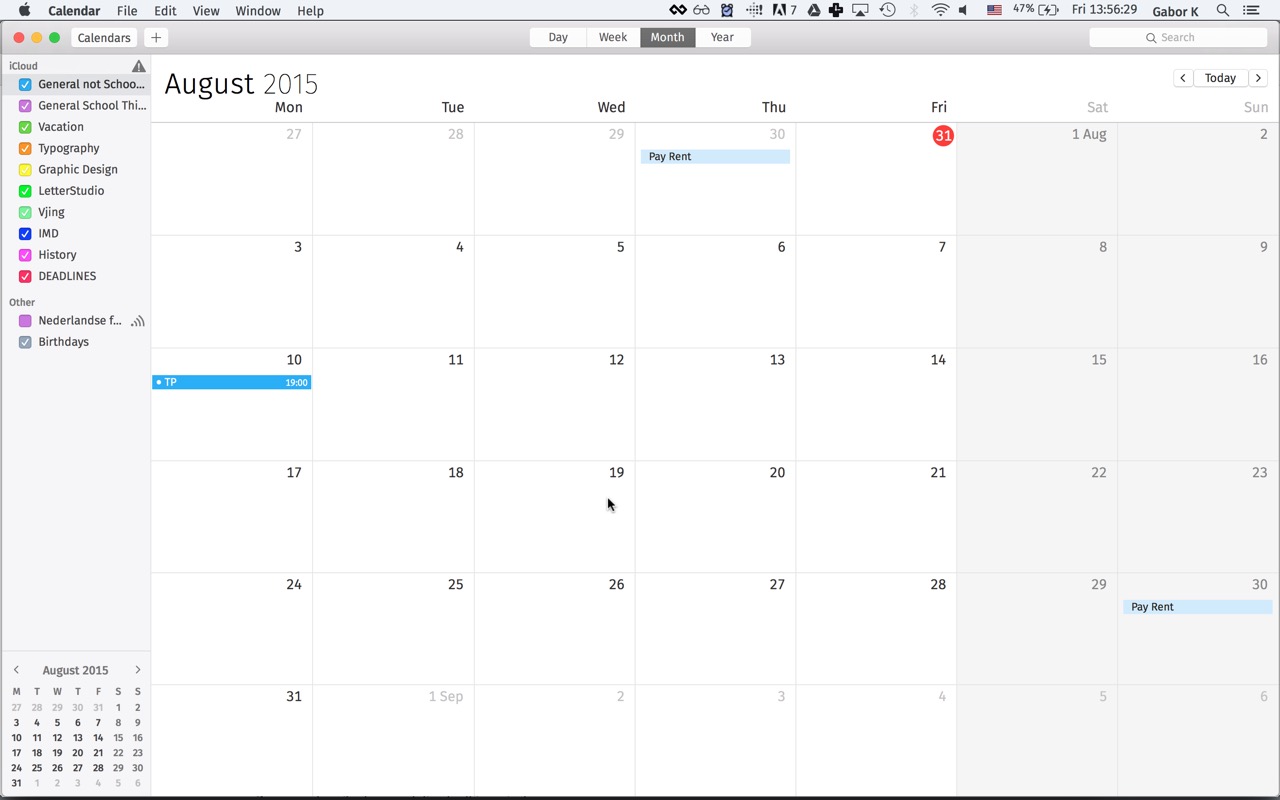 Calendar File Edit View Window Help 7 47% Fri 13:56:29 Gabor K
Calendars + Day Week Month Year Search
iCloud
General not Schoo...
General School Thi...
Vacation
Typography
Graphic Design
LetterStudio
Vjing
IMD
History
DEADLINES
Other
Nederlandse f...
Birthdays
August 2015
M T W T F S S
27 28 29 30 31 1 2
3 4 5 6 7 8 9
10 11 12 13 14 15 16
17 18 19 20 21 22 23
24 25 26 27 28 29 30
31 1 2 3 4 5 6
August 2015 Today
Mon Tue Wed Thu Fri Sat Sun
27 28 29 30 31 1 Aug 2
Pay Rent
3 4 5 6 7 8 9
10 11 12 13 14 15 16
TP 19:00
17 18 19 20 21 22 23
24 25 26 27 28 29 30
Pay Rent
31 1 Sep 2 3 4 5 6